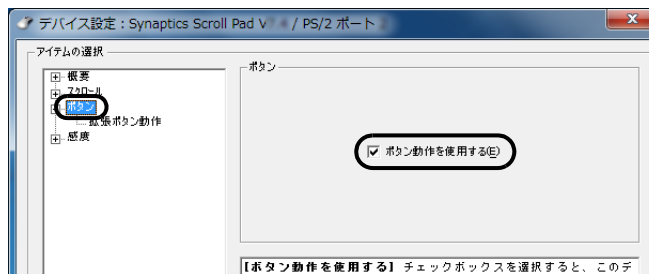 デバイス設定：Synaptics Scroll Pad V / PS/2 ポート
アイテムの選択
概要
スクロール
ボタン
拡張ボタン動作
感度
ボタン
ボタン動作を使用する(E)
【ボタン動作を使用する】 チェックボックスを選択すると、このデ